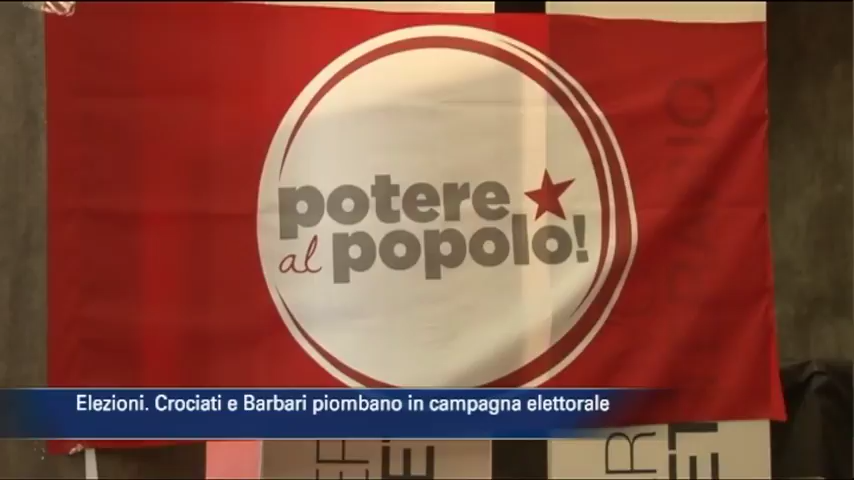 potere
al popolo!
Elezioni. Crociati e Barbari piombano in campagna elettorale